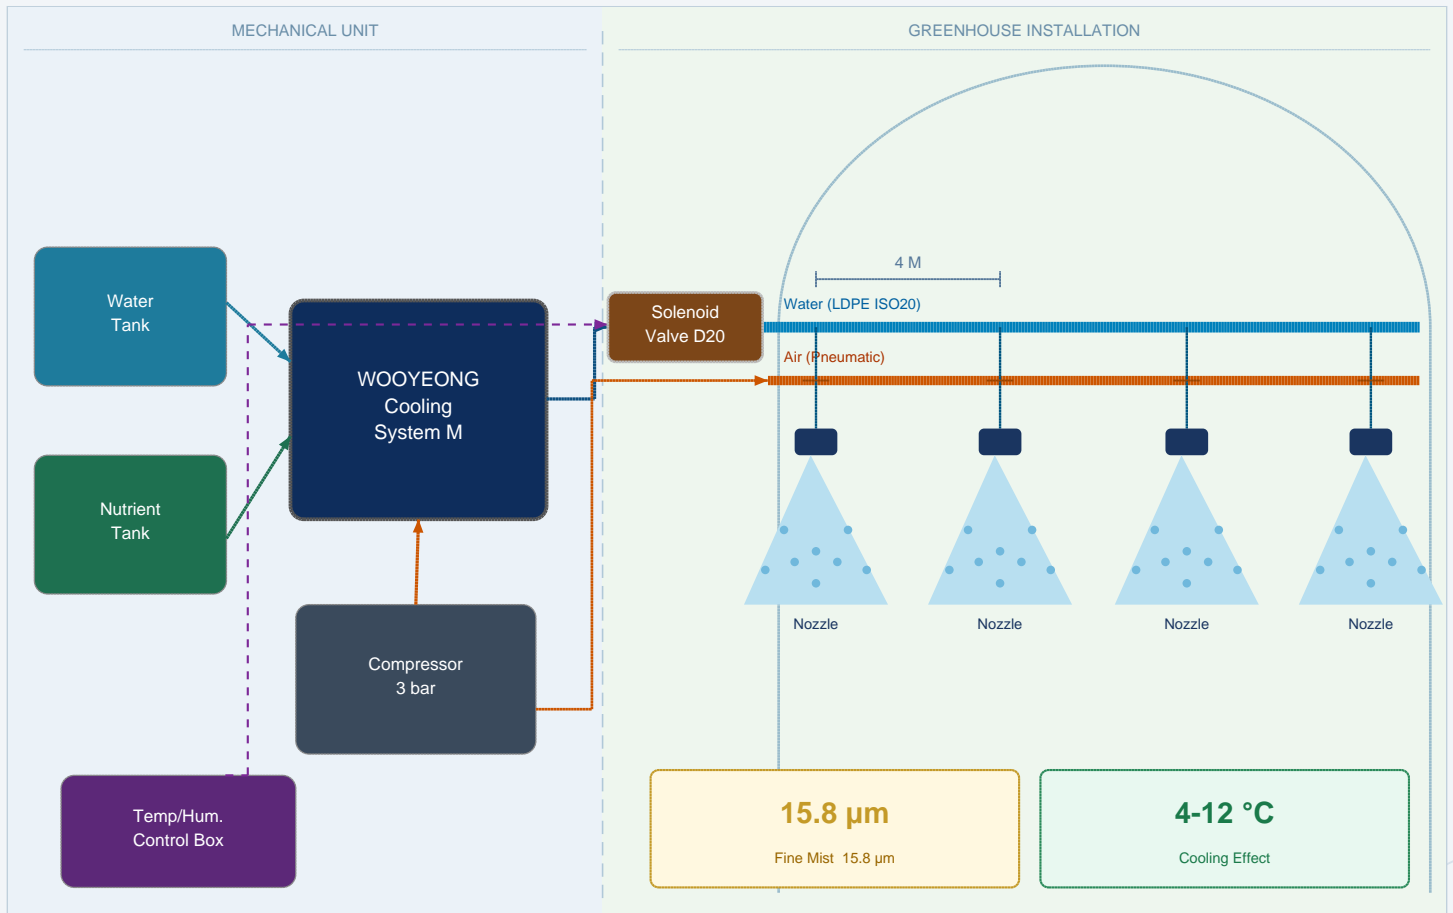 MECHANICAL UNIT
GREENHOUSE INSTALLATION
Water
Tank
Nutrient
Tank
WOOYEONG
Cooling
System M
Compressor
3 bar
Temp/Hum.
Control Box
Solenoid
Valve D20
4 M
Water (LDPE ISO20)
Air (Pneumatic)
Nozzle
Nozzle
Nozzle
Nozzle
15.8 µm
Fine Mist 15.8 µm
4-12 °C
Cooling Effect